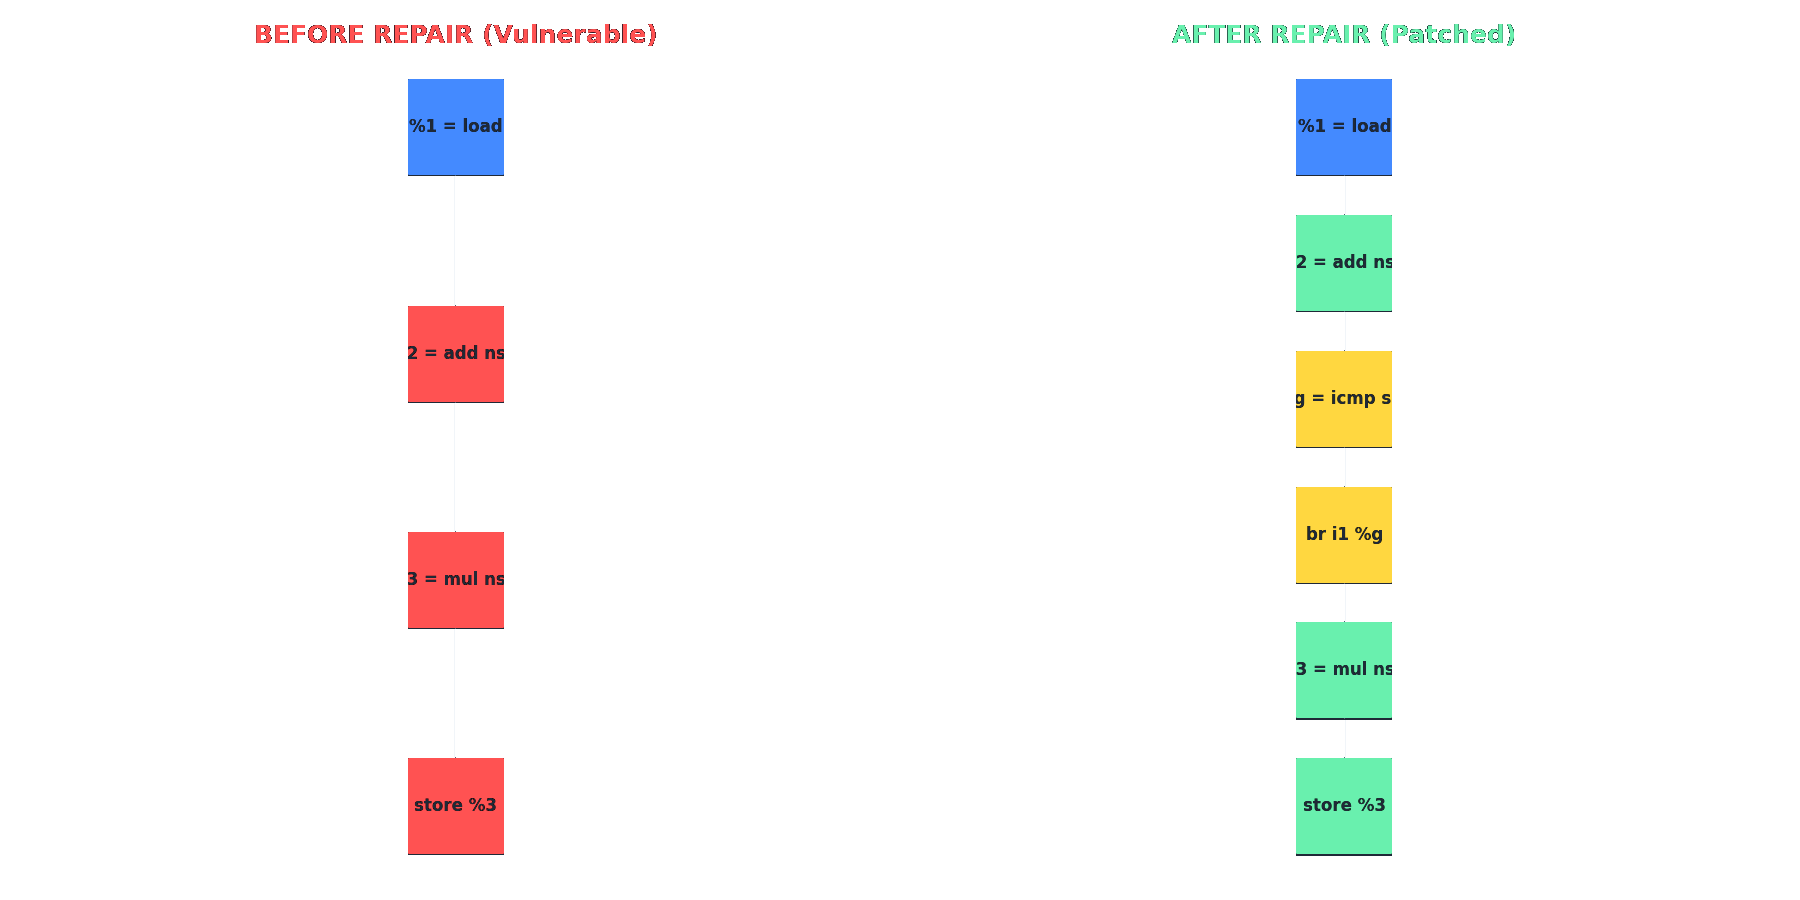 BEFORE REPAIR (Vulnerable)
%1 = load
2 = add ns
3 = mul ns
store %3
AFTER REPAIR (Patched)
%1 = load
2 = add ns
g = icmp s
br i1 %g
3 = mul ns
store %3